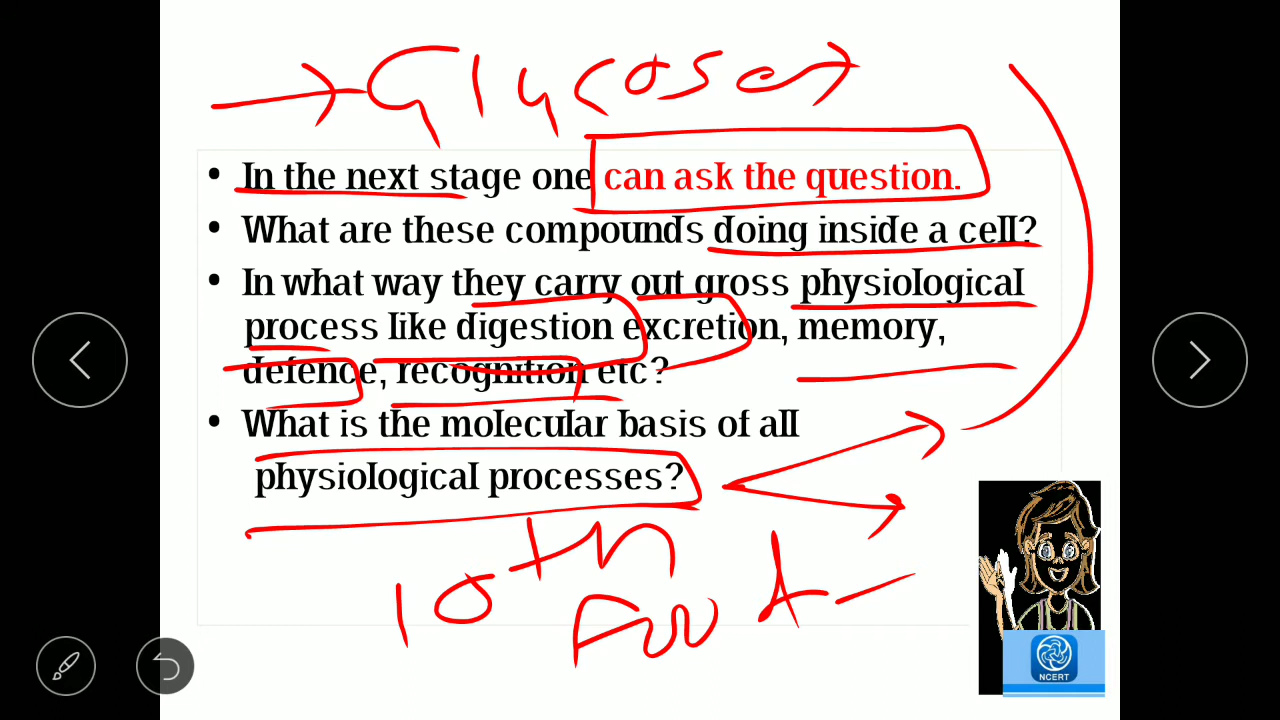 Glycose
• In the next stage one can ask the question.
• What are these compounds doing inside a cell?
• In what way they carry out gross physiological
process like digestion excretion, memory,
defence, recognition etc?
• What is the molecular basis of all
physiological processes?
10th
NCERT